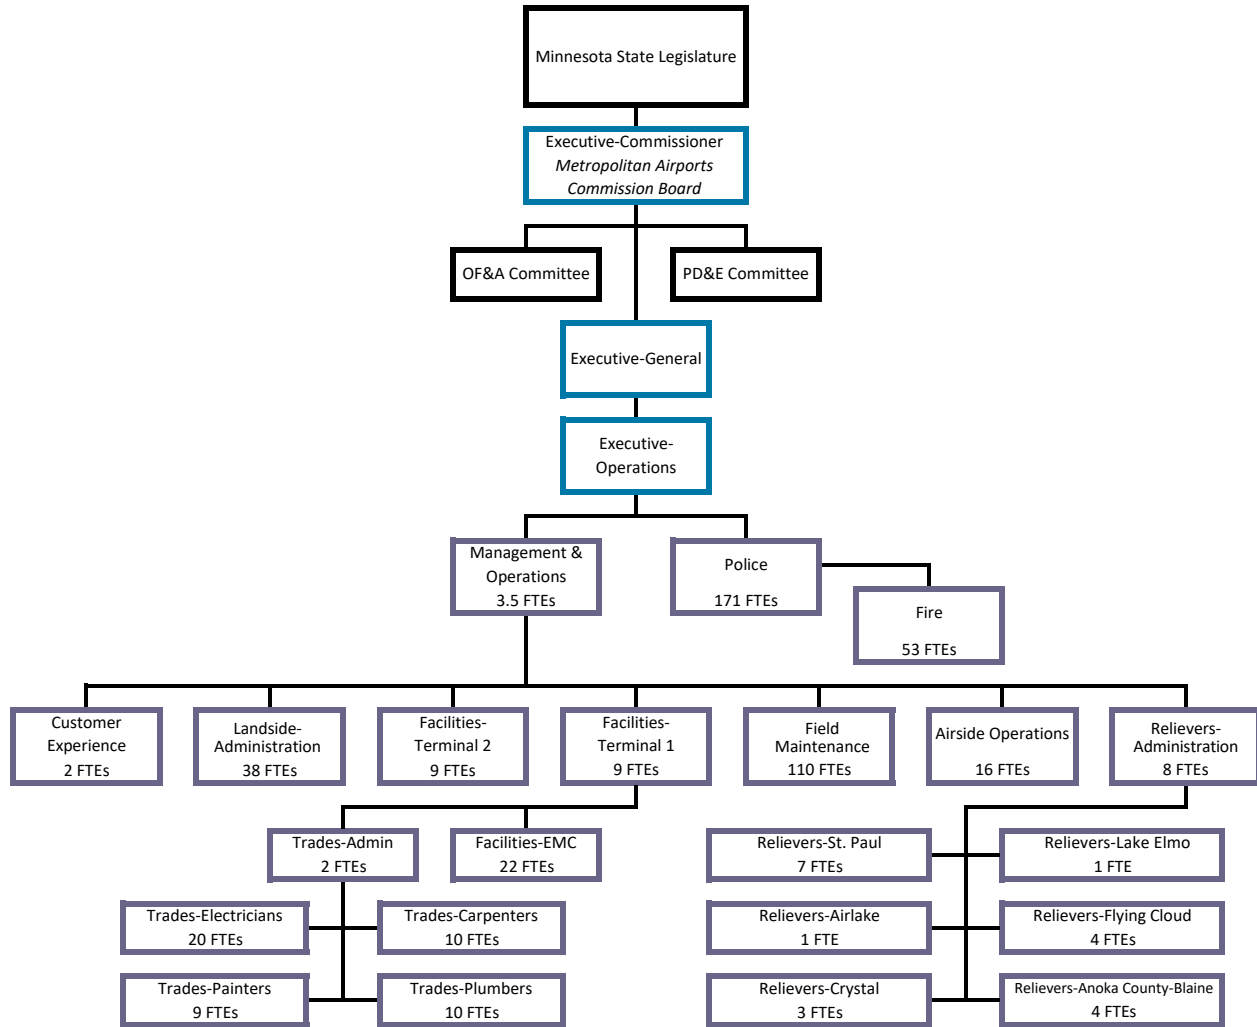 Minnesota State Legislature
Executive-Commissioner
Metropolitan Airports
Commission Board
OF&A Committee
PD&E Committee
Executive-General
Executive-
Operations
Management &
Operations
3.5 FTEs
Police
171 FTEs
Fire
53 FTEs
Customer
Experience
2 FTEs
Landside-
Administration
38 FTEs
Facilities-
Terminal 2
9 FTEs
Facilities-
Terminal 1
9 FTEs
Field
Maintenance
110 FTEs
Airside Operations
16 FTEs
Relievers-
Administration
8 FTEs
Trades-Admin
2 FTEs
Facilities-EMC
22 FTEs
Relievers-St. Paul
7 FTEs
Relievers-Lake Elmo
1 FTE
Trades-Electricians
20 FTEs
Trades-Carpenters
10 FTEs
Relievers-Airlake
1 FTE
Relievers-Flying Cloud
4 FTEs
Trades-Painters
9 FTEs
Trades-Plumbers
10 FTEs
Relievers-Crystal
3 FTEs
Relievers-Anoka County-Blaine
4 FTEs